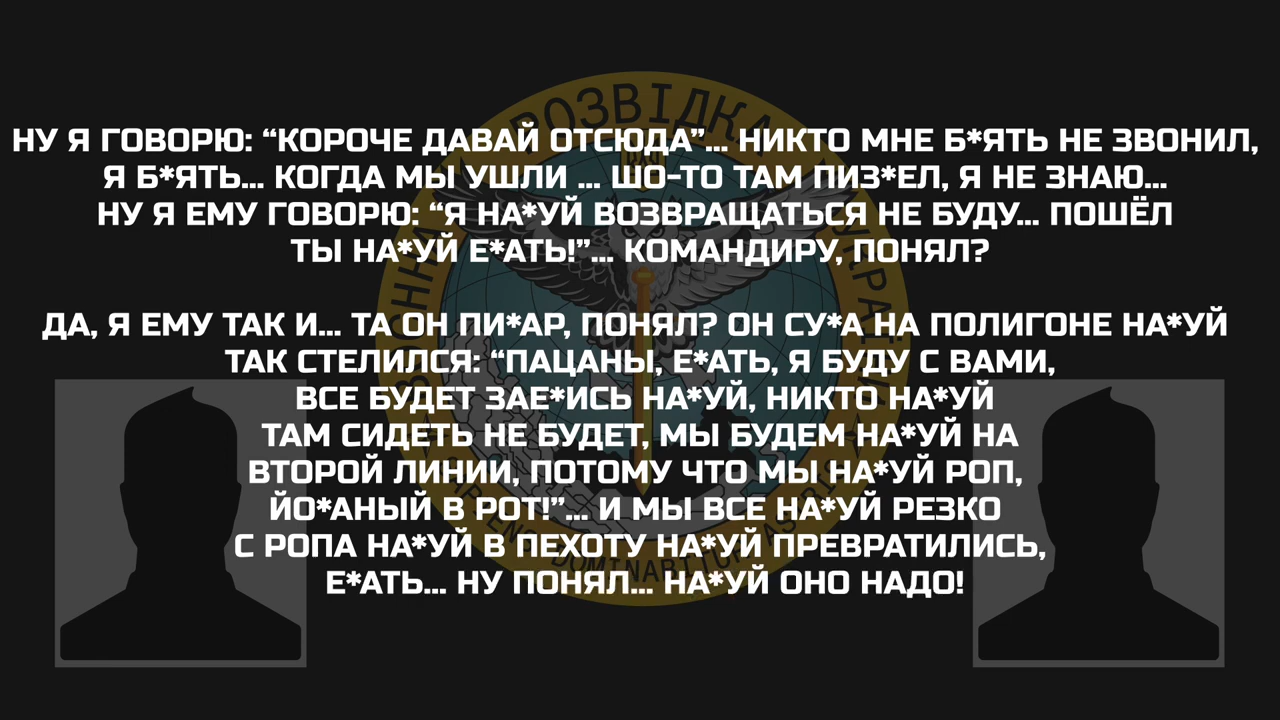 НУ Я ГОВОРЮ: “КОРОЧЕ ДАВАЙ ОТСЮДА”... НИКТО МНЕ Б*ЯТЬ НЕ ЗВОНИЛ,
Я Б*ЯТЬ... КОГДА МЫ УШЛИ ... ШО-ТО ТАМ ПИЗ*ЕЛ, Я НЕ ЗНАЮ...
НУ Я ЕМУ ГОВОРЮ: “Я НА*УЙ ВОЗВРАЩАТЬСЯ НЕ БУДУ... ПОШЁЛ
ТЫ НА*УЙ Е*АТЬ!”... КОМАНДИРУ, ПОНЯЛ?
ДА, Я ЕМУ ТАК И... ТА ОН ПИ*АР, ПОНЯЛ? ОН СУ*А НА ПОЛИГОНЕ НА*УЙ
ТАК СТЕЛИЛСЯ: “ПАЦАНЫ, Е*АТЬ, Я БУДУ С ВАМИ,
ВСЕ БУДЕТ ЗАЕ*ИСЬ НА*УЙ, НИКТО НА*УЙ
ТАМ СИДЕТЬ НЕ БУДЕТ, МЫ БУДЕМ НА*УЙ НА
ВТОРОЙ ЛИНИИ, ПОТОМУ ЧТО МЫ НА*УЙ РОП,
ЙО*АНЫЙ В РОТ!”... И МЫ ВСЕ НА*УЙ РЕЗКО
С РОПА НА*УЙ В ПЕХОТУ НА*УЙ ПРЕВРАТИЛИСЬ,
Е*АТЬ... НУ ПОНЯЛ... НА*УЙ ОНО НАДО!